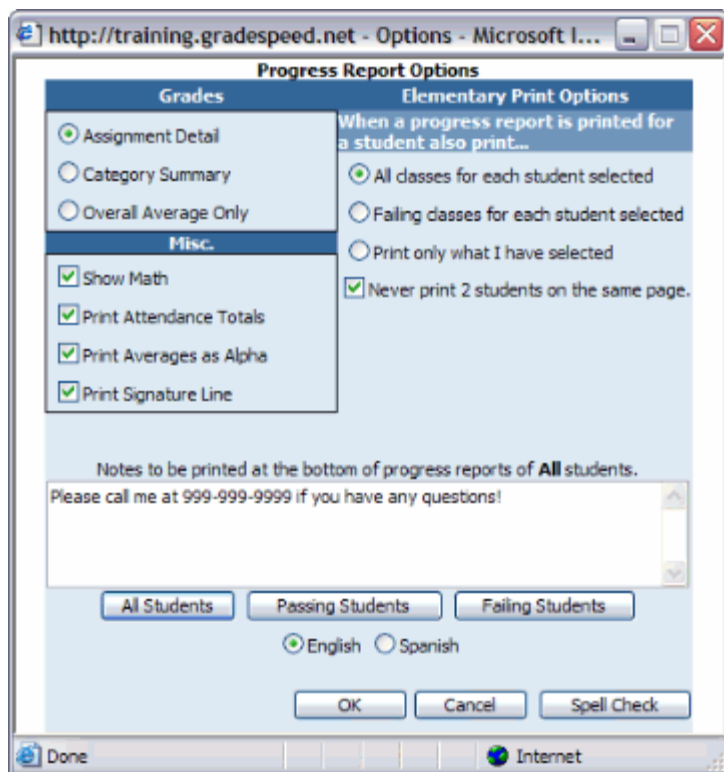 http://training.gradespeed.net - Options - Microsoft I...
Progress Report Options
Grades
Assignment Detail
Category Summary
Overall Average Only
Misc.
Show Math
Print Attendance Totals
Print Averages as Alpha
Print Signature Line
Elementary Print Options
When a progress report is printed for
a student also print...
All classes for each student selected
Failing classes for each student selected
Print only what I have selected
Never print 2 students on the same page.
Notes to be printed at the bottom of progress reports of All students.
Please call me at 999-999-9999 if you have any questions!
All Students Passing Students Failing Students
English Spanish
OK Cancel Spell Check
Done Internet